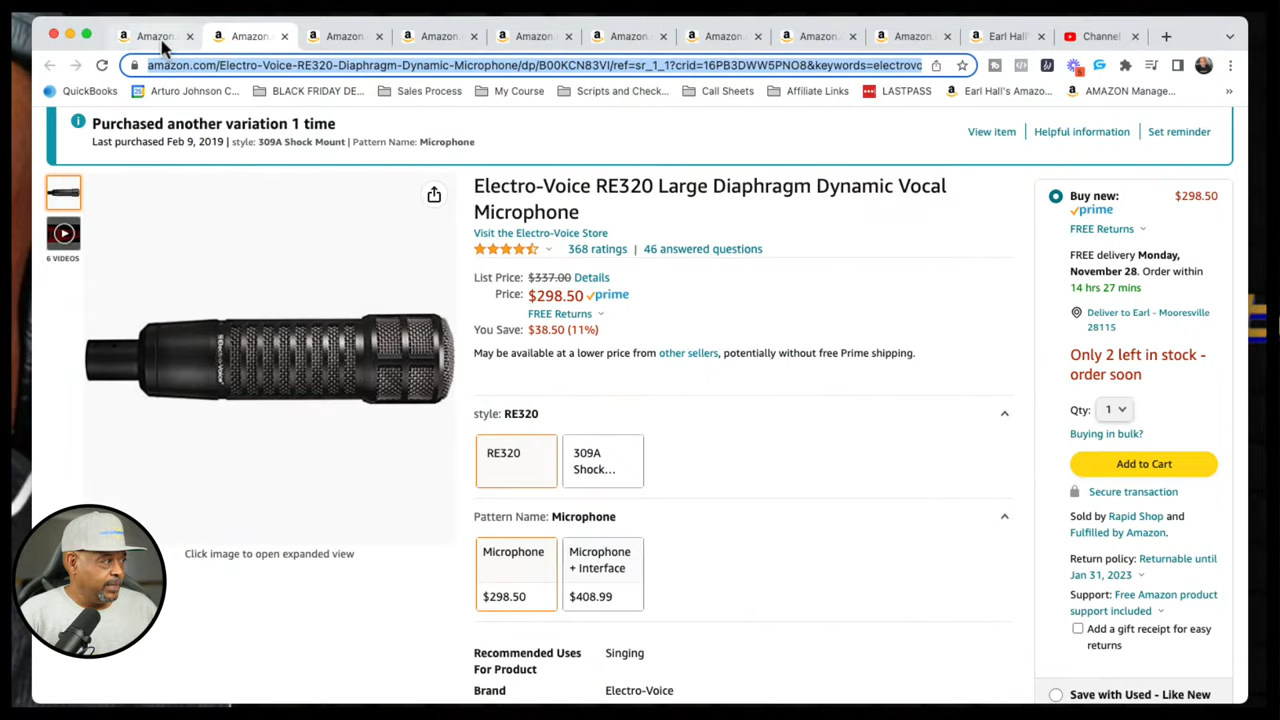 Amazon.
Amazon.
Amazon.
Amazon.
Amazon.
Amazon.
Amazon.
Amazon.
Amazon.
Earl Hall'
Channel
amazon.com/Electro-Voice-RE320-Diaphragm-Dynamic-Microphone/dp/B00KCN83VI/ref=sr_1_1?crid=16PB3DWW5PNO8&keywords=electrovo
QuickBooks
Arturo Johnson C...
BLACK FRIDAY DE...
Sales Process
My Course
Scripts and Check...
Call Sheets
Affiliate Links
LASTPASS
Earl Hall's Amazo...
AMAZON Manage...
Purchased another variation 1 time
Last purchased Feb 9, 2019 | style: 309A Shock Mount | Pattern Name: Microphone
View item
Helpful information
Set reminder
6 VIDEOS
Click image to open expanded view
Electro-Voice RE320 Large Diaphragm Dynamic Vocal
Microphone
Visit the Electro-Voice Store
368 ratings | 46 answered questions
List Price: $337.00 Details
Price: $298.50 prime
FREE Returns
You Save: $38.50 (11%)
May be available at a lower price from other sellers, potentially without free Prime shipping.
style: RE320
RE320
309A
Shock...
Pattern Name: Microphone
Microphone
$298.50
Microphone
+ Interface
$408.99
Recommended Uses
For Product
Singing
Brand
Electro-Voice
Buy new:
$298.50
prime
FREE Returns
FREE delivery Monday,
November 28. Order within
14 hrs 27 mins
Deliver to Earl - Mooresville
28115
Only 2 left in stock -
order soon
Qty: 1
Buying in bulk?
Add to Cart
Secure transaction
Sold by Rapid Shop and
Fulfilled by Amazon.
Return policy: Returnable until
Jan 31, 2023
Support: Free Amazon product
support included
Add a gift receipt for easy
returns
Save with Used - Like New